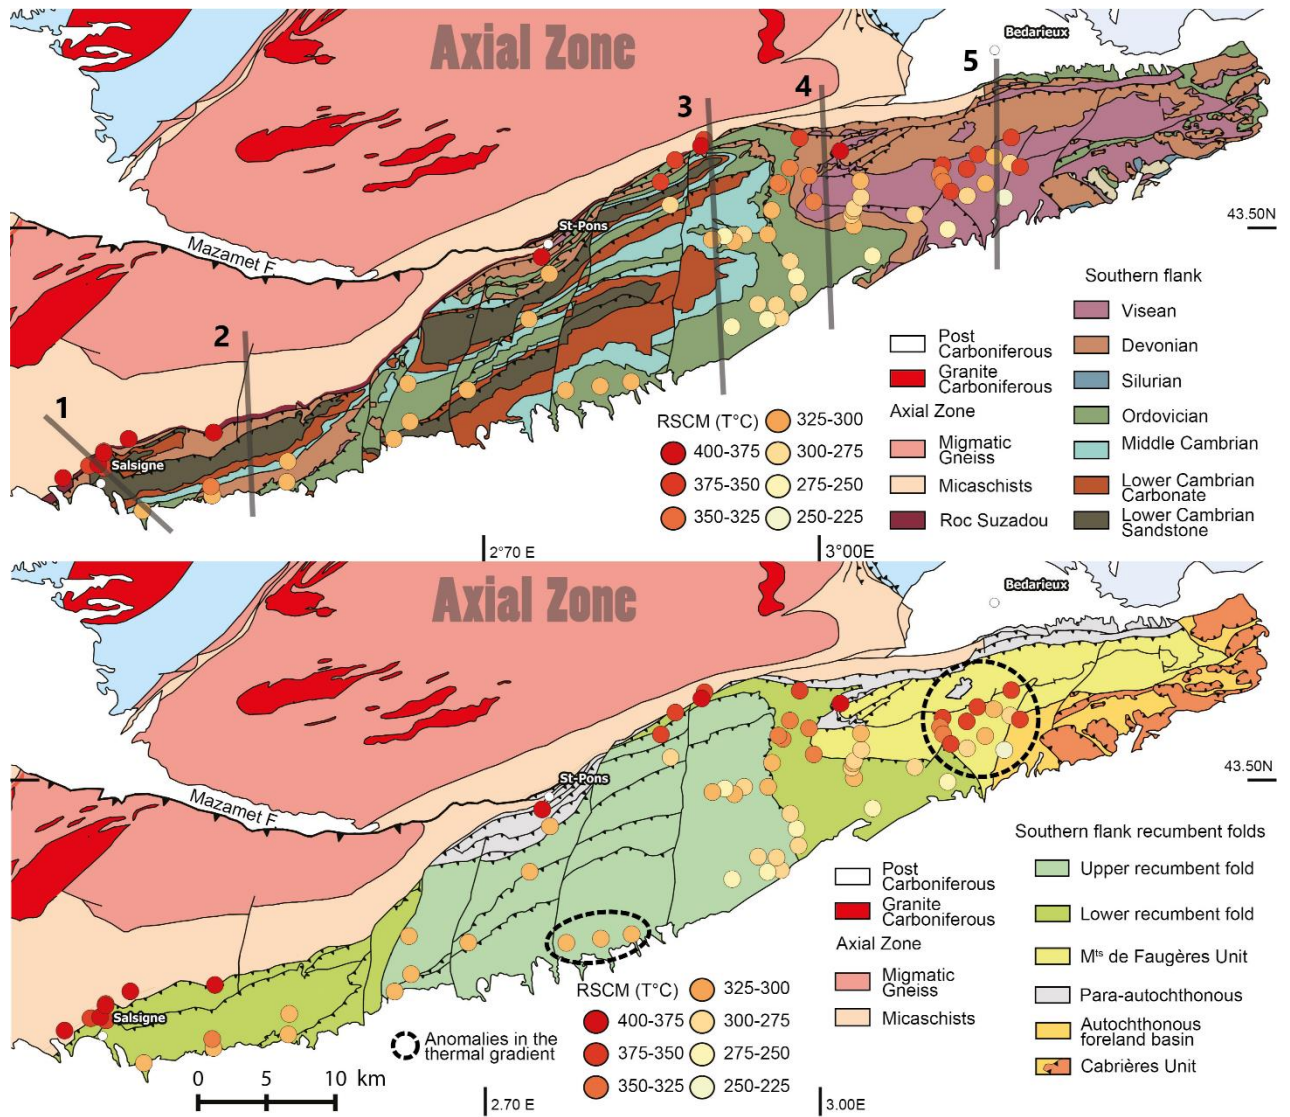 Axial Zone
Bedarieux
5
4
3
43.50N
St-Pons
Mazamet F.
2
1
Salsigne
Southern flank
Visean
Devonian
Silurian
Ordovician
Middle Cambrian
Lower Cambrian
Carbonate
Lower Cambrian
Sandstone
Post
Carboniferous
Granite
Carboniferous
Axial Zone
Migmatic
Gneiss
Micaschists
Roc Suzadou
RSCM (T°C)
400-375
375-350
350-325
325-300
300-275
275-250
250-225
2°70 E
3°00E
Axial Zone
Bedarieux
43.50N
St-Pons
Mazamet F.
Salsigne
Southern flank recumbent folds
Upper recumbent fold
Lower recumbent fold
Mts de Faugères Unit
Para-autochthonous
Autochthonous
foreland basin
Cabrières Unit
Post
Carboniferous
Granite
Carboniferous
Axial Zone
Migmatic
Gneiss
Micaschists
RSCM (T°C)
400-375
375-350
350-325
325-300
300-275
275-250
250-225
Anomalies in the
thermal gradient
0 5 10 km
2.70 E
3.00E